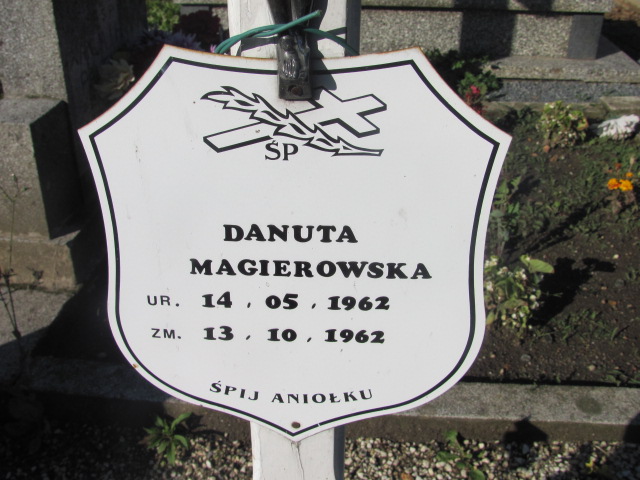 ŚP
DANUTA
MAGIEROWSKA
UR. 14 . 05 . 1962
ZM. 13 . 10 . 1962
ŚPIJ ANIOŁKU